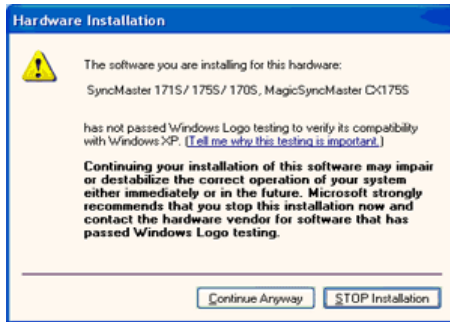 Hardware Installation
The software you are installing for this hardware:
SyncMaster 171S/ 175S/ 170S, MagicSyncMaster CX175S
has not passed Windows Logo testing to verify its compatibility
with Windows XP. (Tell me why this testing is important.)
Continuing your installation of this software may impair
or destabilize the correct operation of your system
either immediately or in the future. Microsoft strongly
recommends that you stop this installation now and
contact the hardware vendor for software that has
passed Windows Logo testing.
Continue Anyway
STOP Installation